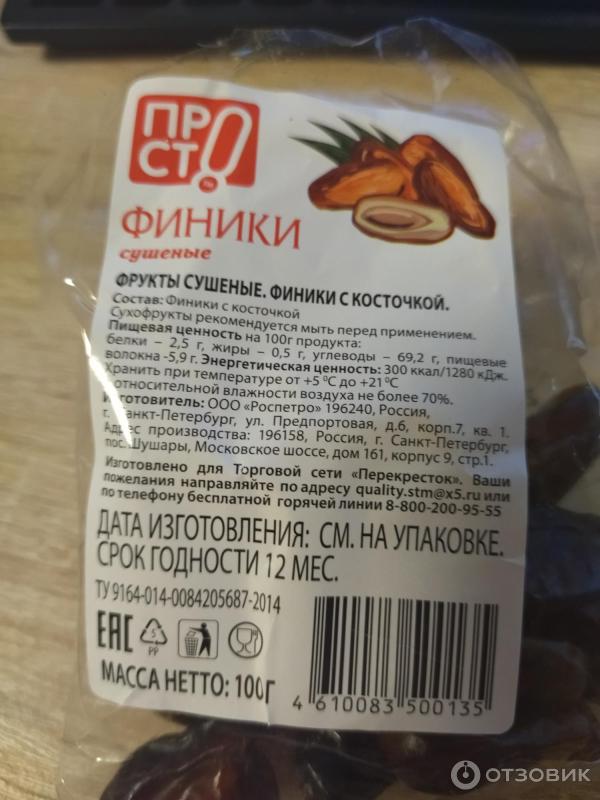 ПРОСТ!
™
ФИНИКИ
сушеные
ФРУКТЫ СУШЕНЫЕ. ФИНИКИ С КОСТОЧКОЙ.
Состав: Финики с косточкой
Сухофрукты рекомендуется мыть перед применением.
Пищевая ценность на 100г продукта:
белки – 2,5 г, жиры – 0,5 г, углеводы – 69,2 г, пищевые
волокна -5,9 г. Энергетическая ценность: 300 ккал/1280 кДж.
Хранить при температуре от +5 ⁰С до +21⁰С
и относительной влажности воздуха не более 70%.
Изготовитель: ООО «Роспетро» 196240, Россия,
г. Санкт-Петербург, ул. Предпортовая, д.6, корп.7, кв. 1.
Адрес производства: 196158, Россия, г. Санкт-Петербург,
пос.Шушары, Московское шоссе, дом 161, корпус 9, стр.1.
Изготовлено для Торговой сети «Перекресток». Ваши
пожелания направляйте по адресу quality.stm@x5.ru или
по телефону бесплатной горячей линии 8-800-200-95-55
ДАТА ИЗГОТОВЛЕНИЯ: СМ. НА УПАКОВКЕ.
СРОК ГОДНОСТИ 12 МЕС.
ТУ 9164-014-0084205687-2014
EAC 5 PP
МАССА НЕТТО: 100Г
4 610083 500135
ОТЗОВИК